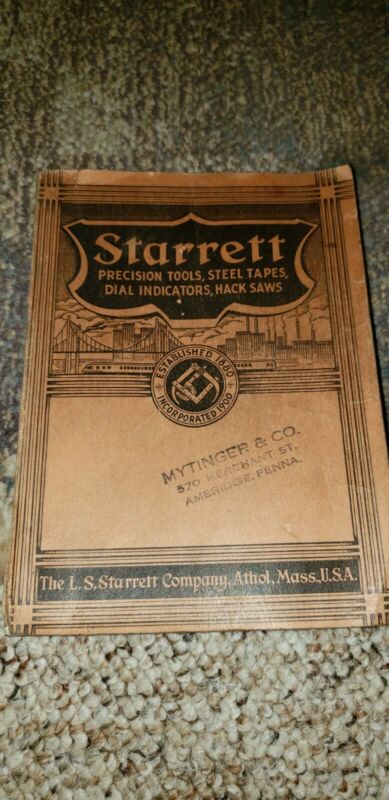 Starrett
PRECISION TOOLS, STEEL TAPES,
DIAL INDICATORS, HACK SAWS
ESTABLISHED 1880
INCORPORATED 1900
MYTINGER & CO.
570 MERCHANT ST.
AMBRIDGE, PENNA.
The L. S. Starrett Company, Athol, Mass., U.S.A.